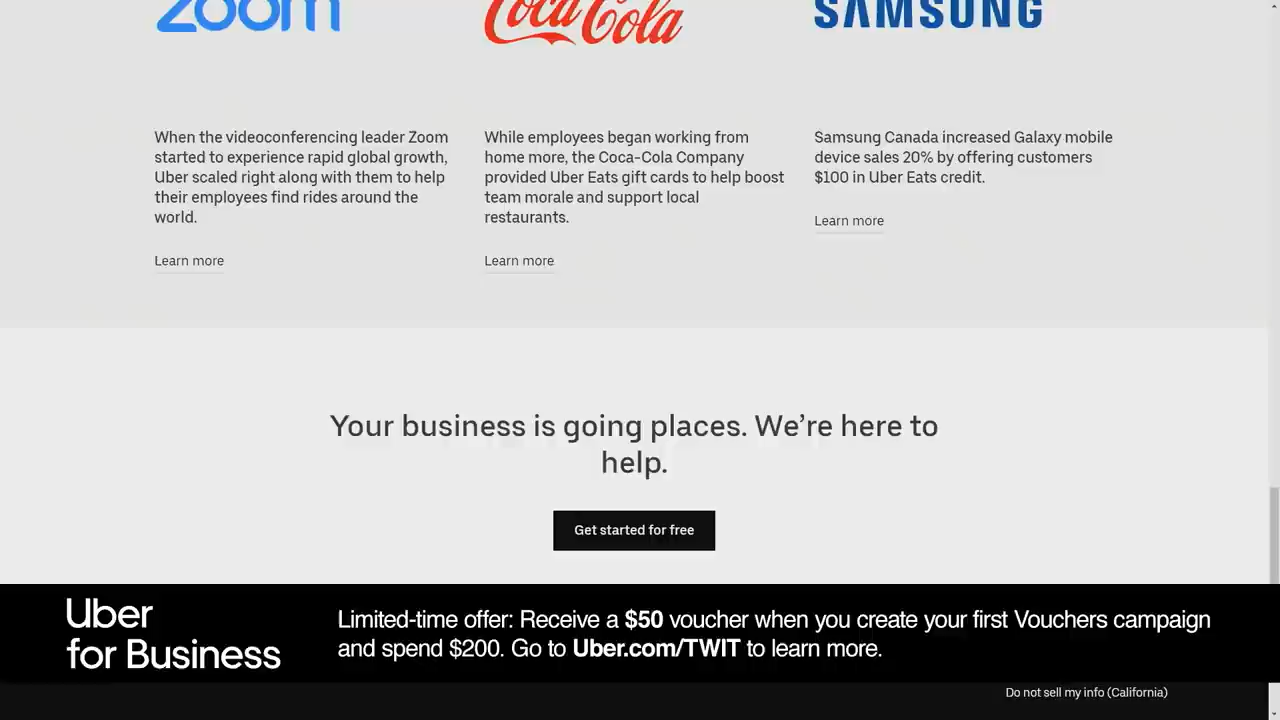 zoom
Coca-Cola
SAMSUNG
When the videoconferencing leader Zoom
started to experience rapid global growth,
Uber scaled right along with them to help
their employees find rides around the
world.
Learn more
While employees began working from
home more, the Coca-Cola Company
provided Uber Eats gift cards to help boost
team morale and support local
restaurants.
Learn more
Samsung Canada increased Galaxy mobile
device sales 20% by offering customers
$100 in Uber Eats credit.
Learn more
Your business is going places. We’re here to
help.
Get started for free
Uber
for Business
Limited-time offer: Receive a $50 voucher when you create your first Vouchers campaign
and spend $200. Go to Uber.com/TWIT to learn more.
Do not sell my info (California)